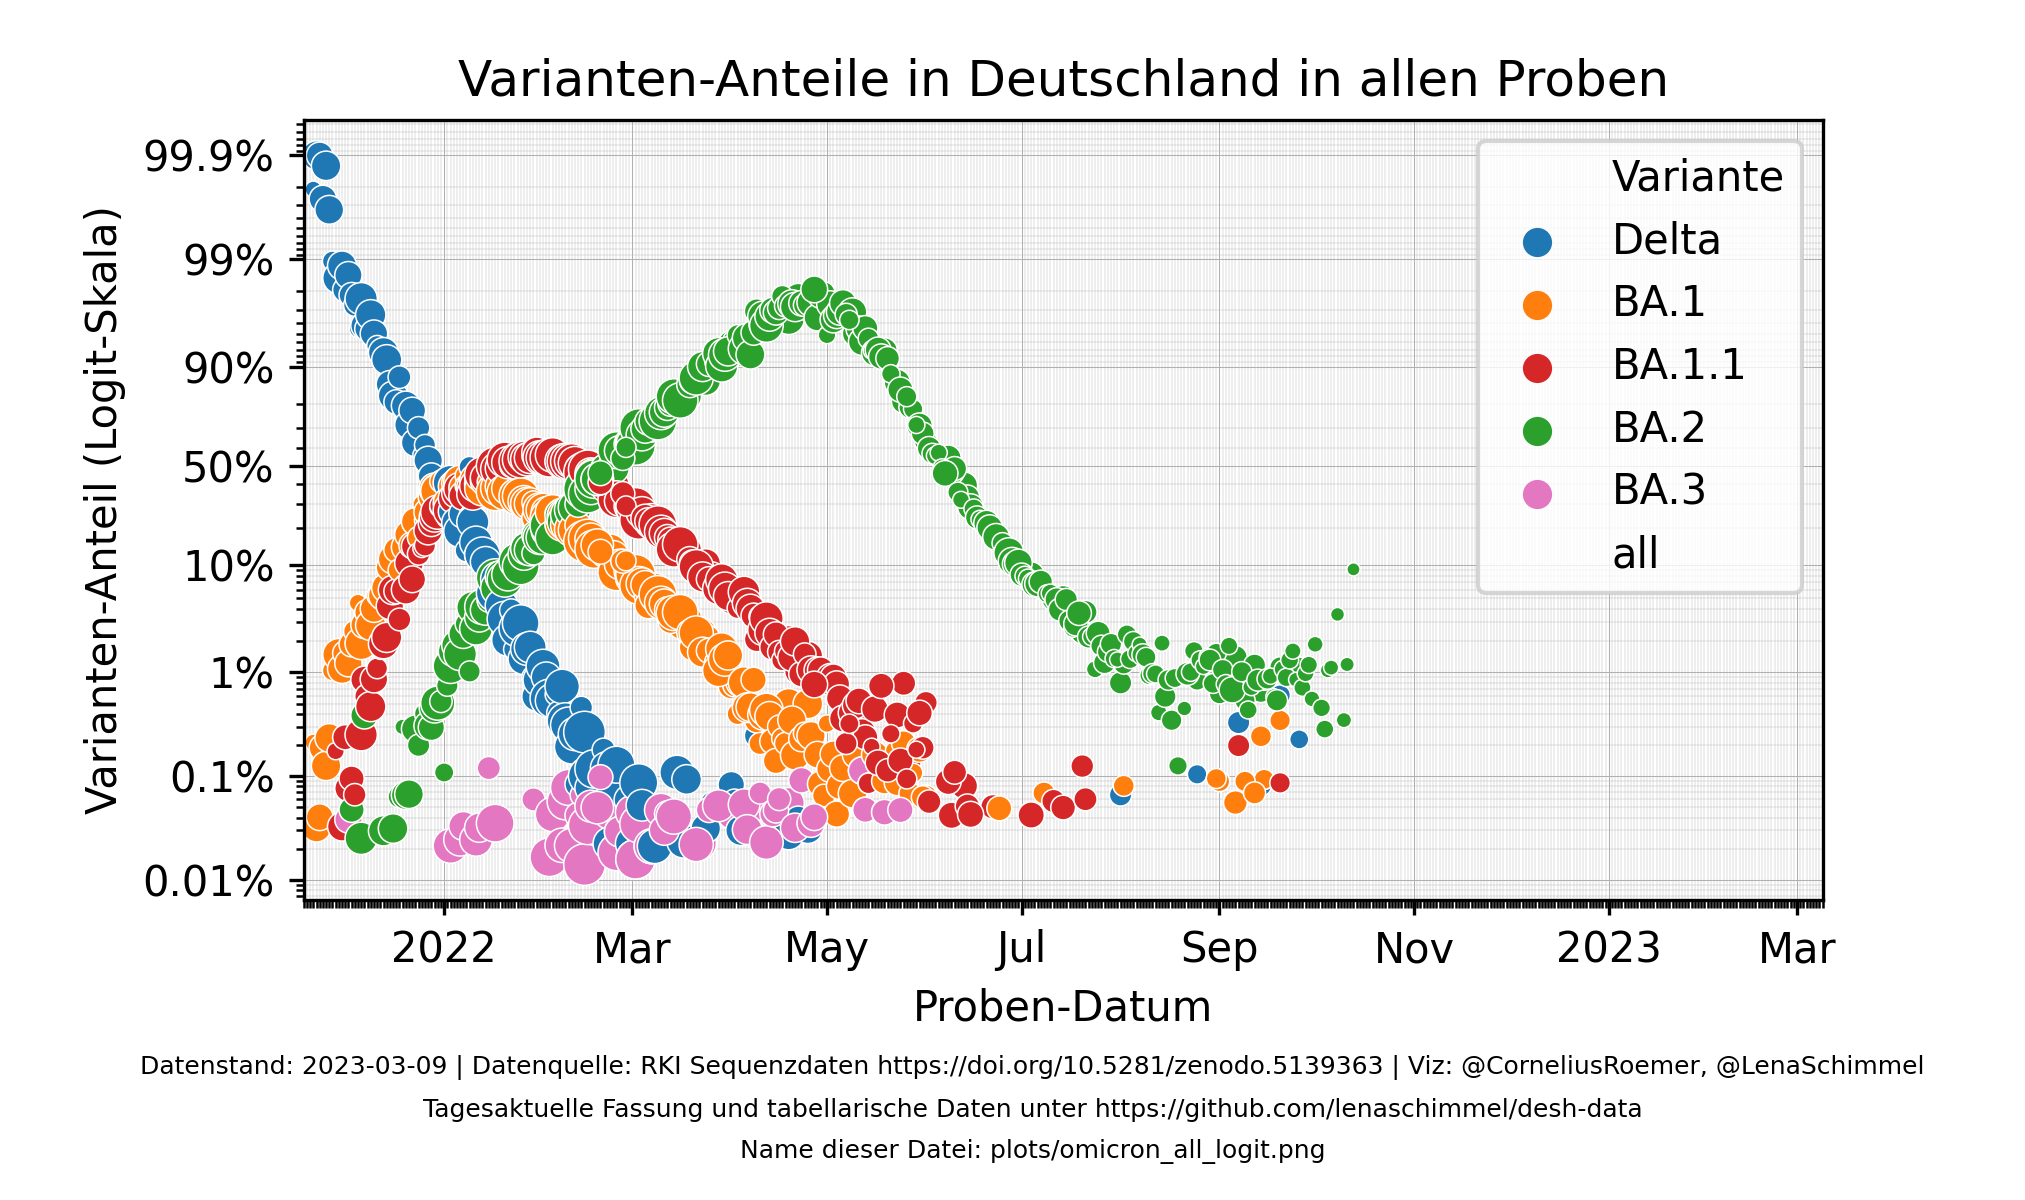 Varianten-Anteile in Deutschland in allen Proben
Varianten-Anteil (Logit-Skala)
99.9%
99%
90%
50%
10%
1%
0.1%
0.01%
Variante
Delta
BA.1
BA.1.1
BA.2
BA.3
all
2022 Mar May Jul Sep Nov 2023 Mar
Proben-Datum
Datenstand: 2023-03-09 | Datenquelle: RKI Sequenzdaten https://doi.org/10.5281/zenodo.5139363 | Viz: @CorneliusRoemer, @LenaSchimmel
Tagesaktuelle Fassung und tabellarische Daten unter https://github.com/lenaschimmel/desh-data
Name dieser Datei: plots/omicron_all_logit.png